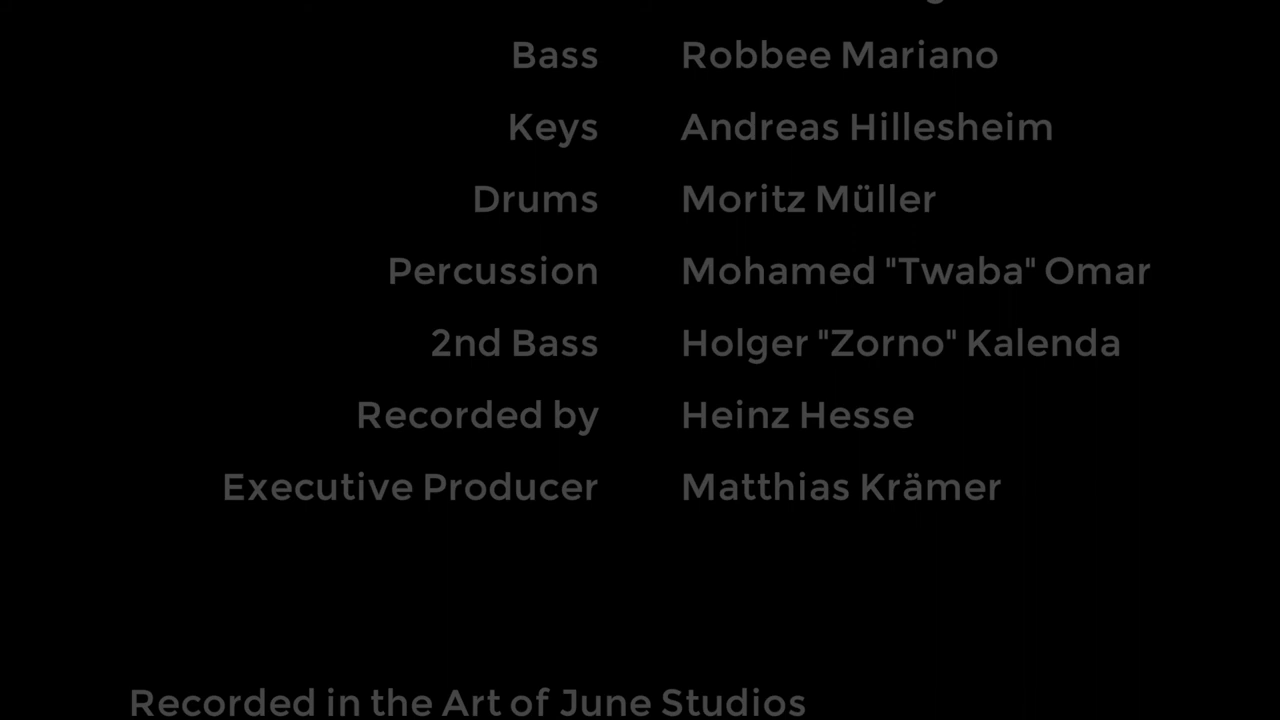 Bass Robbee Mariano
Keys Andreas Hillesheim
Drums Moritz Müller
Percussion Mohamed "Twaba" Omar
2nd Bass Holger "Zorno" Kalenda
Recorded by Heinz Hesse
Executive Producer Matthias Krämer
Recorded in the Art of June Studios